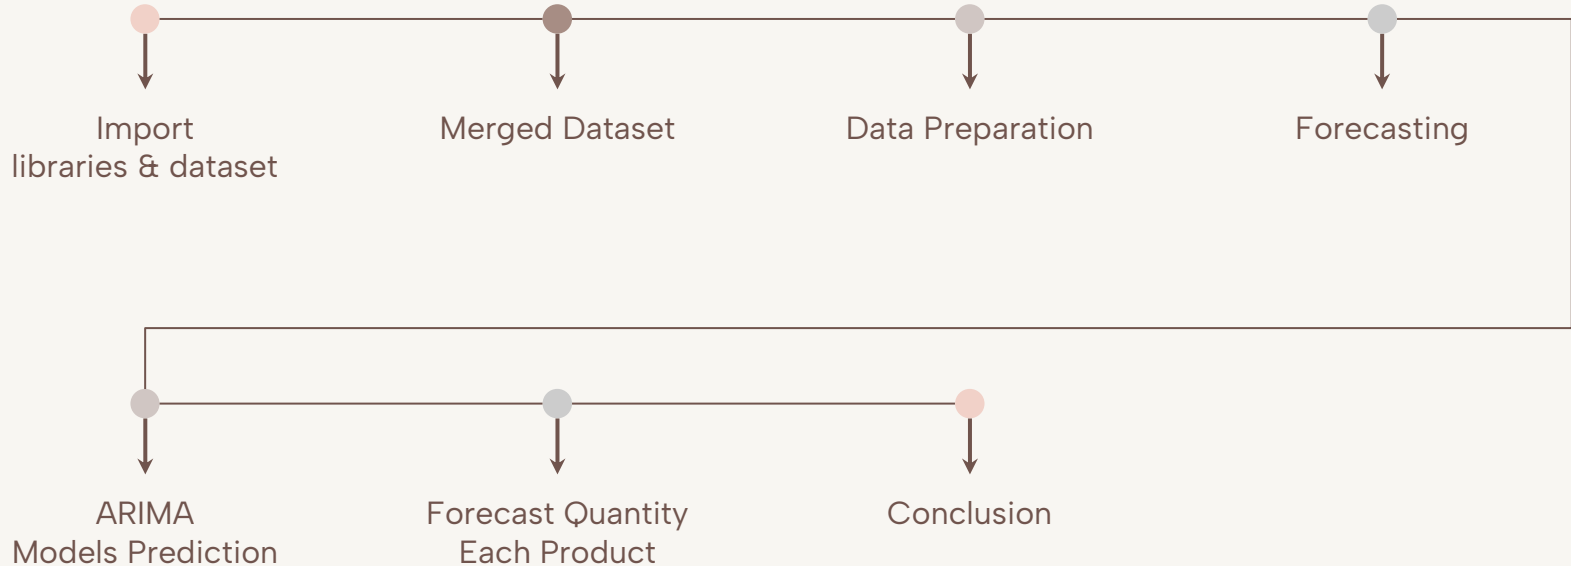 Import
libraries & dataset
Merged Dataset
Data Preparation
Forecasting
ARIMA
Models Prediction
Forecast Quantity
Each Product
Conclusion